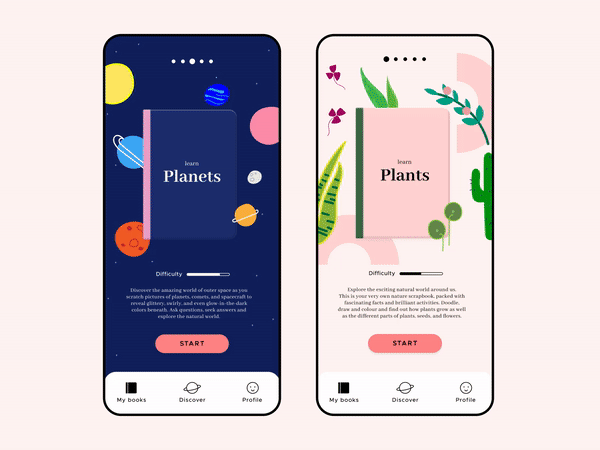 learn
Planets
Difficulty
Discover the amazing world of outer space as you
scratch pictures of planets, comets, and spacecraft to
reveal glittery, swirly, and even glow-in-the-dark
colors beneath. Ask questions, seek answers and
explore the natural world.
START
My books
Discover
Profile
learn
Plants
Difficulty
Explore the exciting natural world around us.
This is your very own nature scrapbook, packed with
fascinating facts and brilliant activities. Doodle,
draw and colour and find out how plants grow as well
as the different parts of plants, seeds, and flowers.
START
My books
Discover
Profile